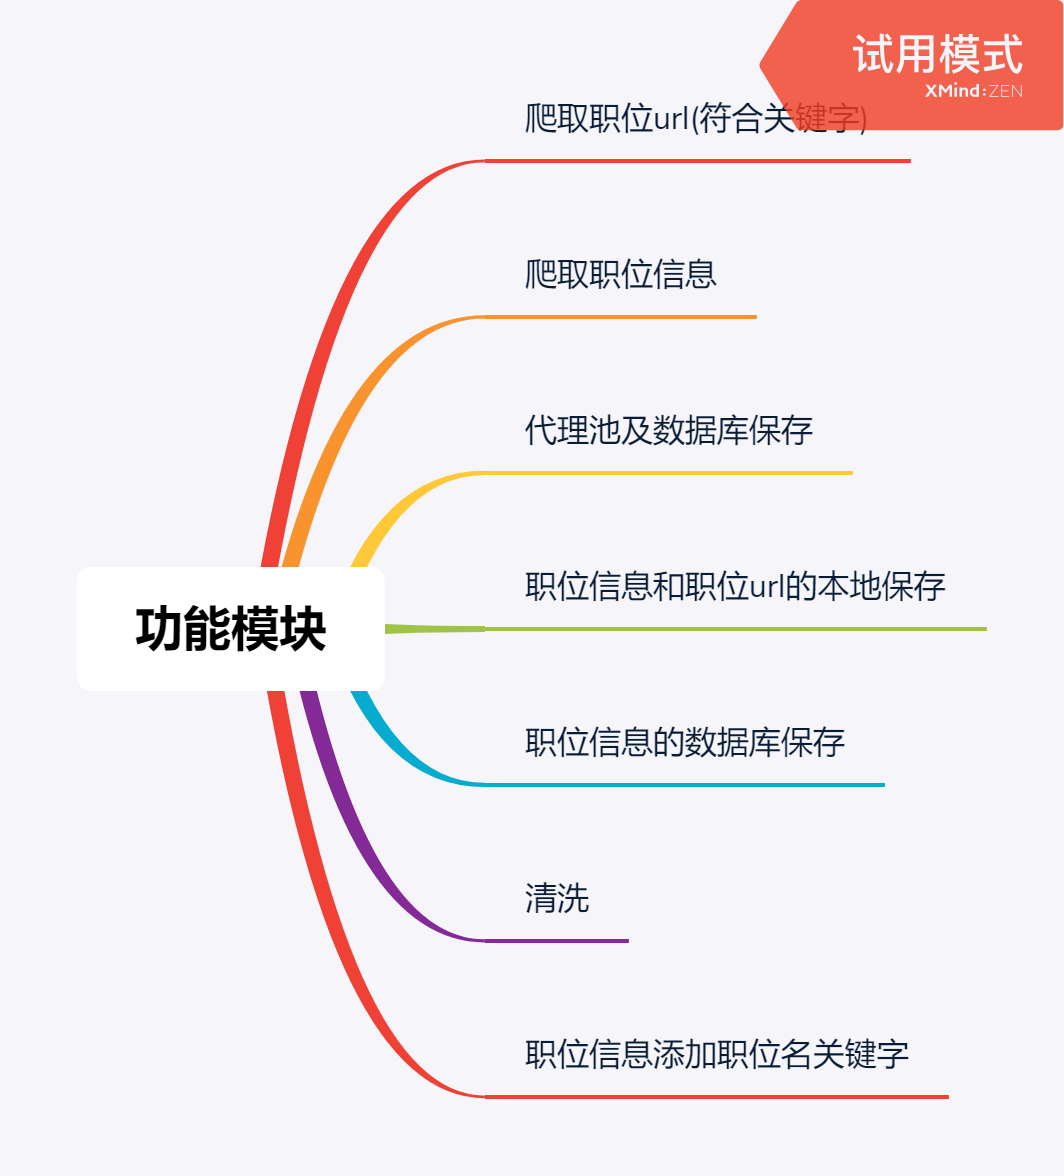 试用模式
XMind:ZEN
爬取职位url(符合关键字)
爬取职位信息
代理池及数据库保存
职位信息和职位url的本地保存
功能模块
职位信息的数据库保存
清洗
职位信息添加职位名关键字